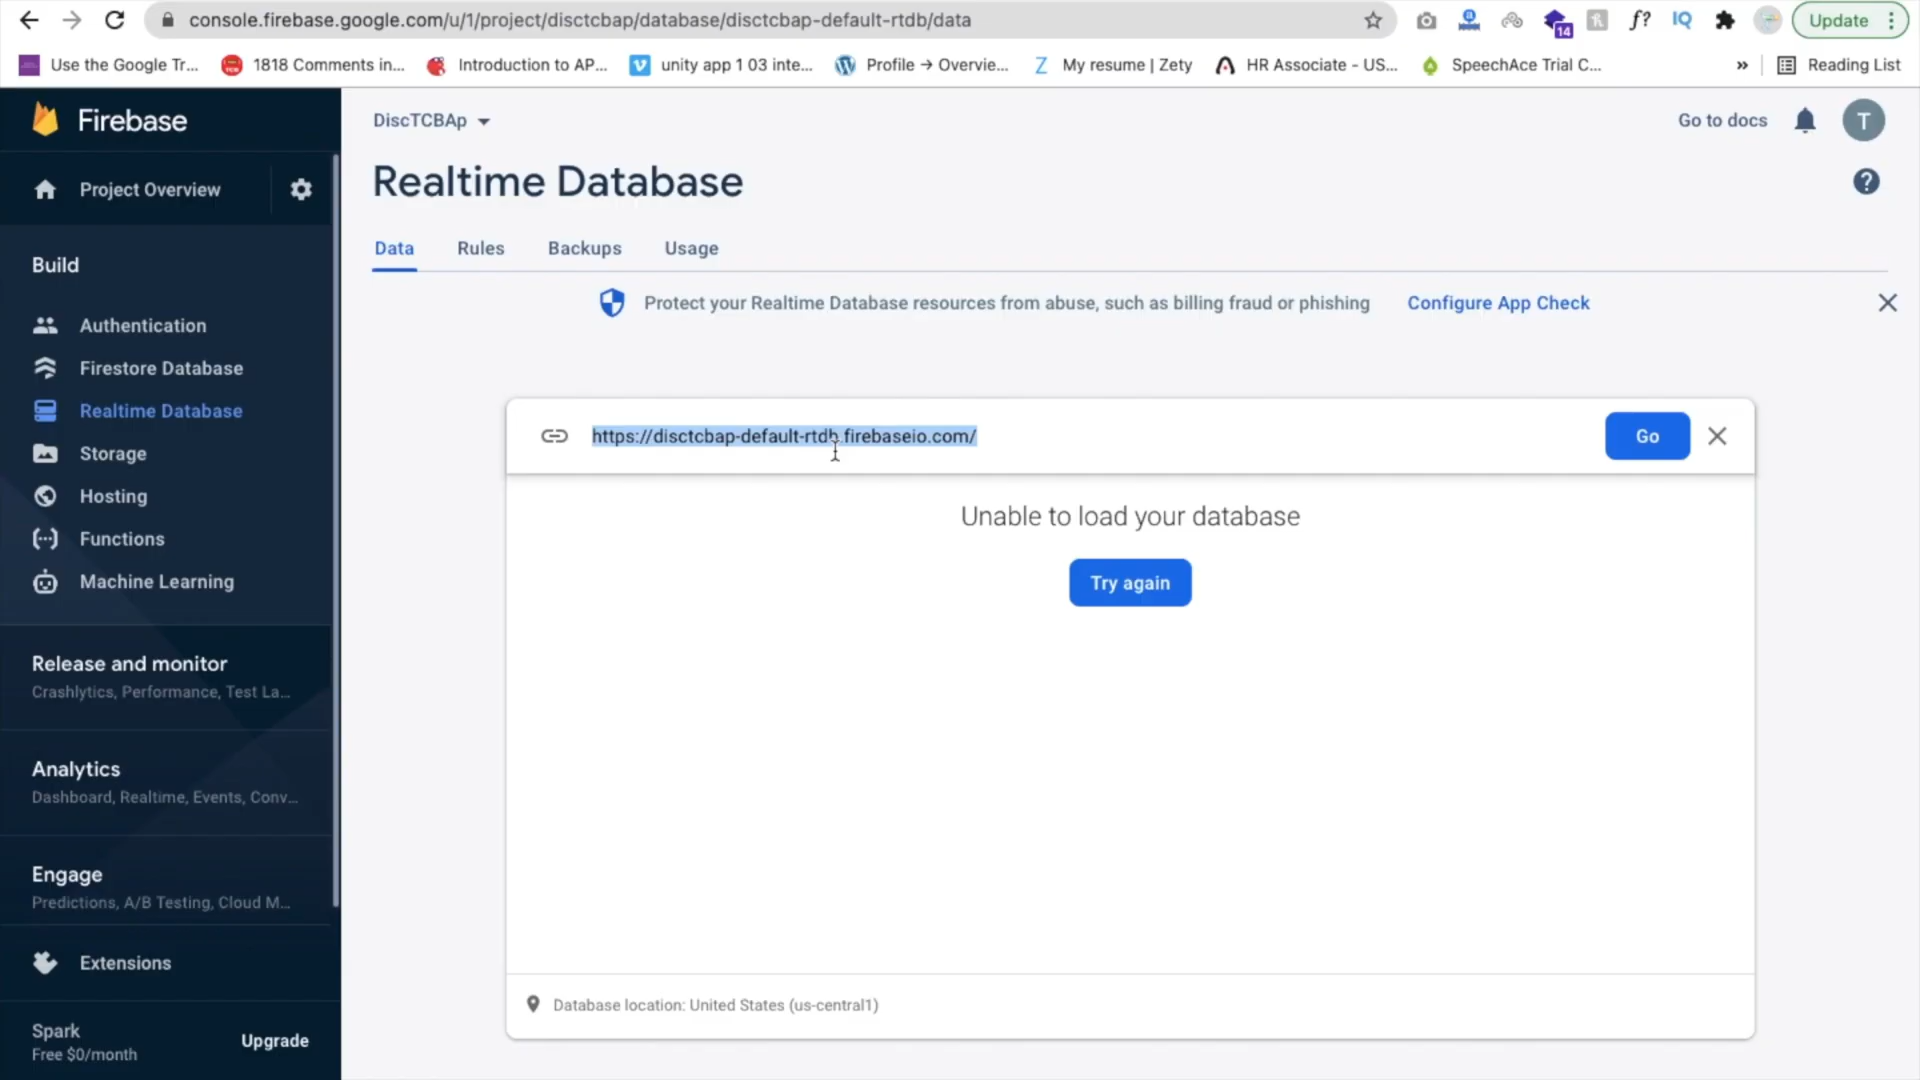 console.firebase.google.com/u/1/project/disctcbap/database/disctcbap-default-rtdb/data
14
f?
IQ
Update
Use the Google Tr...
1818 Comments in...
Introduction to AP...
unity app 1 03 inte...
Profile → Overvie...
My resume | Zety
HR Associate - US...
SpeechAce Trial C...
»
Reading List
Firebase
DiscTCBAp
Go to docs
T
Project Overview
Realtime Database
?
Data
Rules
Backups
Usage
Build
Protect your Realtime Database resources from abuse, such as billing fraud or phishing
Configure App Check
Authentication
Firestore Database
Realtime Database
Storage
Hosting
Functions
Machine Learning
https://disctcbap-default-rtdb.firebaseio.com/
Go
Unable to load your database
Try again
Release and monitor
Crashlytics, Performance, Test La...
Analytics
Dashboard, Realtime, Events, Conv...
Engage
Predictions, A/B Testing, Cloud M...
Extensions
Database location: United States (us-central1)
Spark
Free $0/month
Upgrade